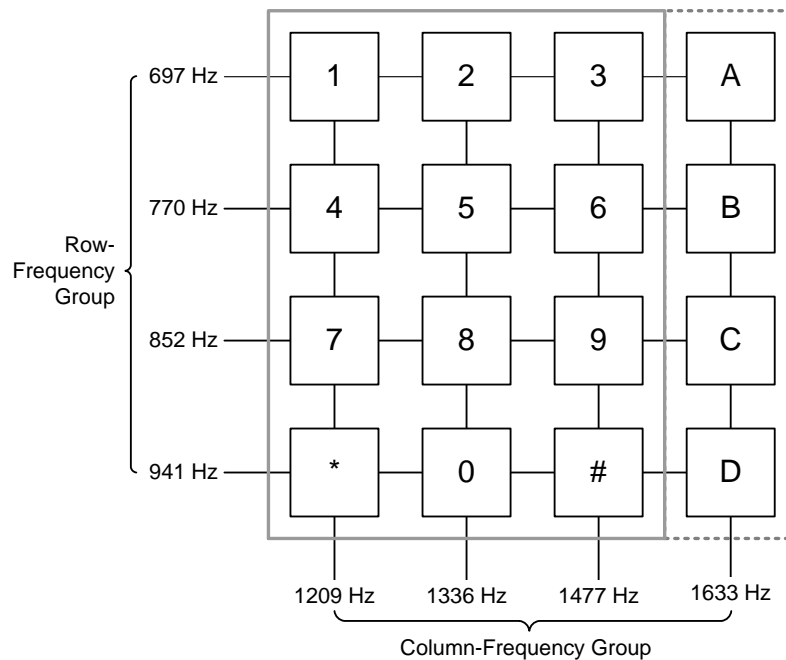 697 Hz 1 2 3 A
770 Hz 4 5 6 B
Row-
Frequency
Group
852 Hz 7 8 9 C
941 Hz * 0 # D
1209 Hz 1336 Hz 1477 Hz 1633 Hz
Column-Frequency Group